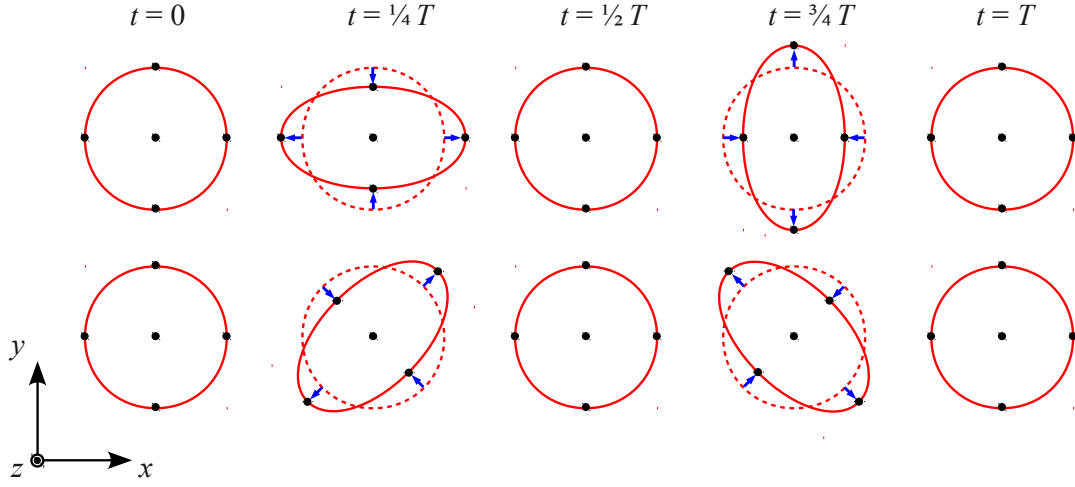 t = 0 t = ¼ T t = ½ T t = ¾ T t = T
y
z x